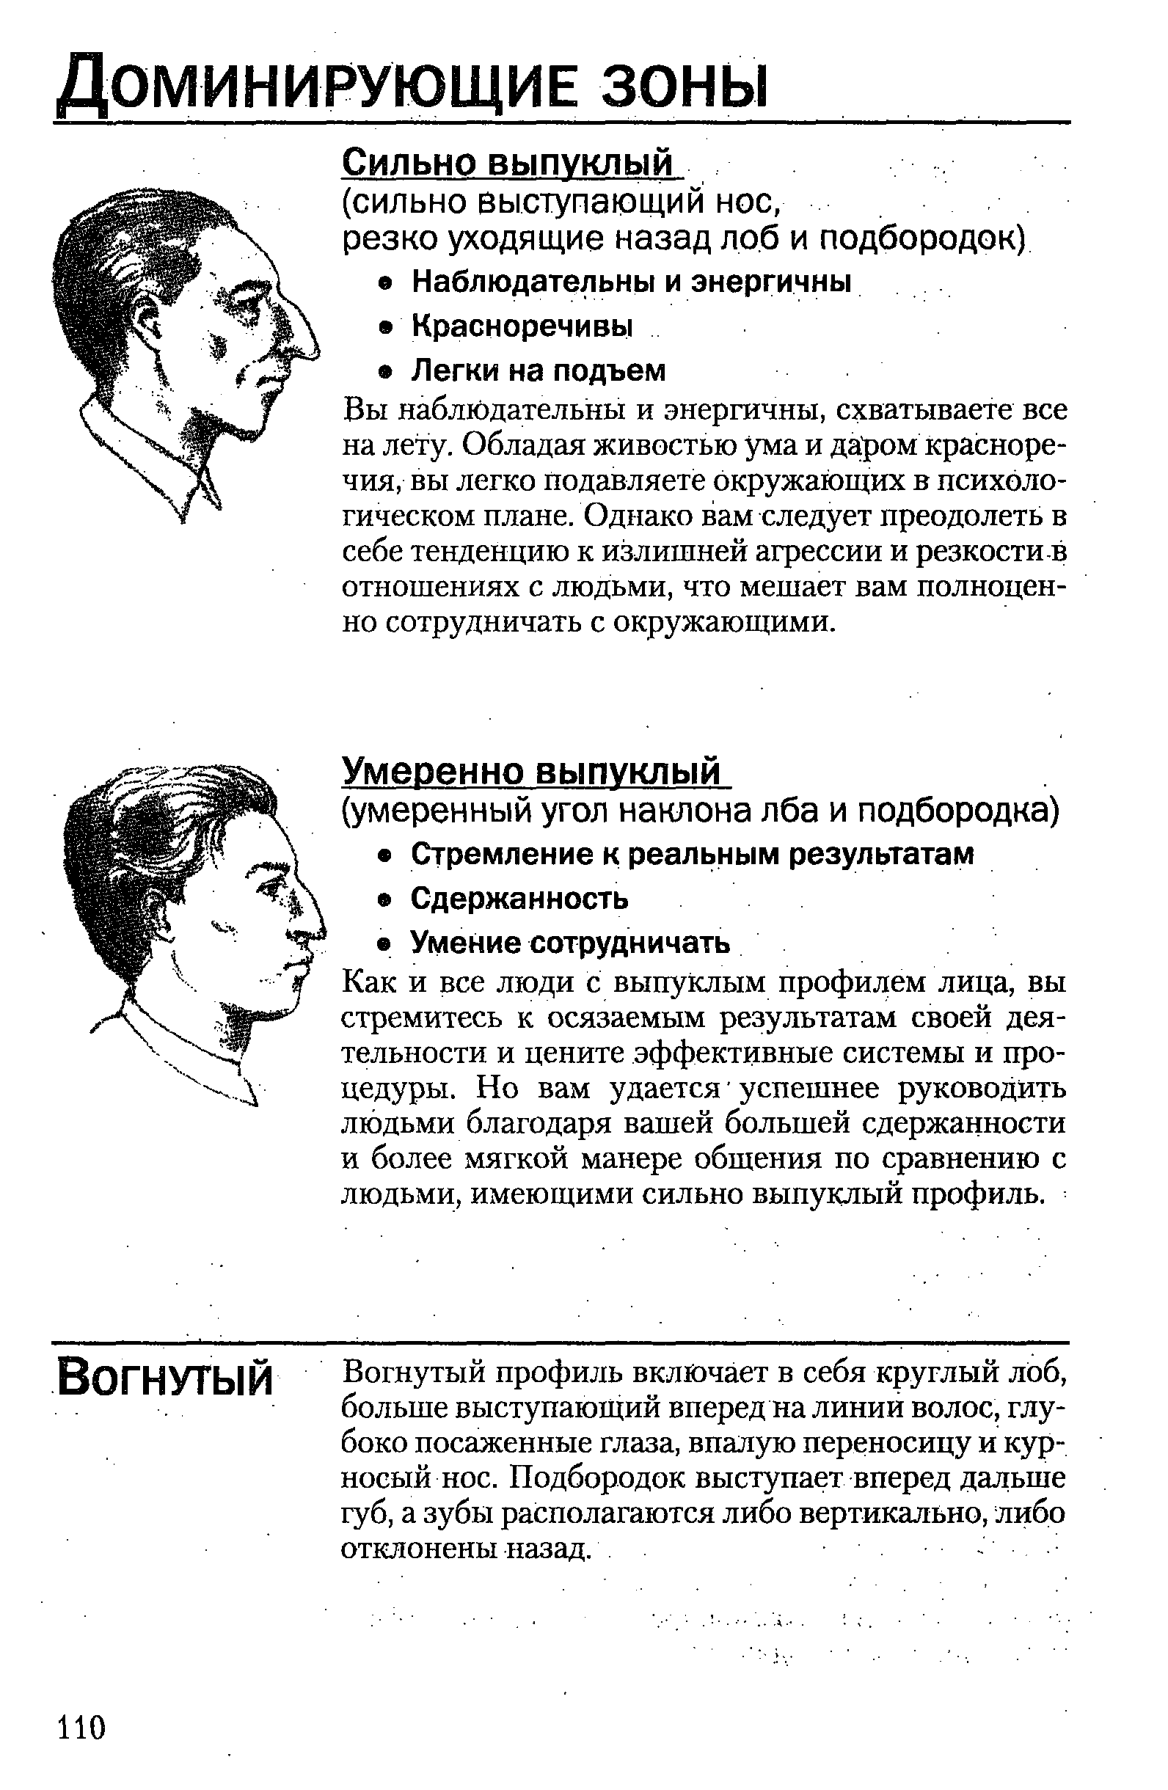 Доминирующие зоны
Сильно выпуклый
(сильно выступающий нос,
резко уходящие назад лоб и подбородок)
• Наблюдательны и энергичны
• Красноречивы
• Легки на подъем
Вы наблюдательны и энергичны, схватываете все
на лету. Обладая живостью ума и даром красноре-
чия, вы легко подавляете окружающих в психоло-
гическом плане. Однако вам следует преодолеть в
себе тенденцию к излишней агрессии и резкости в
отношениях с людьми, что мешает вам полноцен-
но сотрудничать с окружающими.
Умеренно выпуклый
(умеренный угол наклона лба и подбородка)
• Стремление к реальным результатам
• Сдержанность
• Умение сотрудничать
Как и все люди с выпуклым профилем лица, вы
стремитесь к осязаемым результатам своей дея-
тельности и цените эффективные системы и про-
цедуры. Но вам удается успешнее руководить
людьми благодаря вашей большей сдержанности
и более мягкой манере общения по сравнению с
людьми, имеющими сильно выпуклый профиль.
Вогнутый
Вогнутый профиль включает в себя круглый лоб,
больше выступающий вперед на линии волос, глу-
боко посаженные глаза, впалую переносицу и кур-
носый нос. Подбородок выступает вперед дальше
губ, а зубы располагаются либо вертикально, либо
отклонены назад.
110